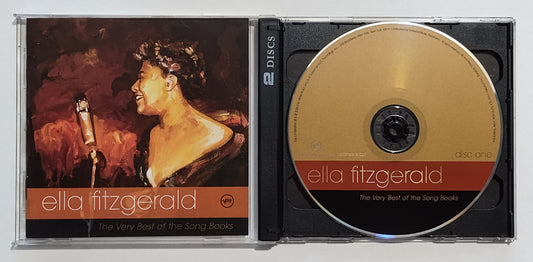 ella fitzgerald
The Very Best of the Song Books
2 DISCS
disc one
ella fitzgerald
The Very Best of the Song Books